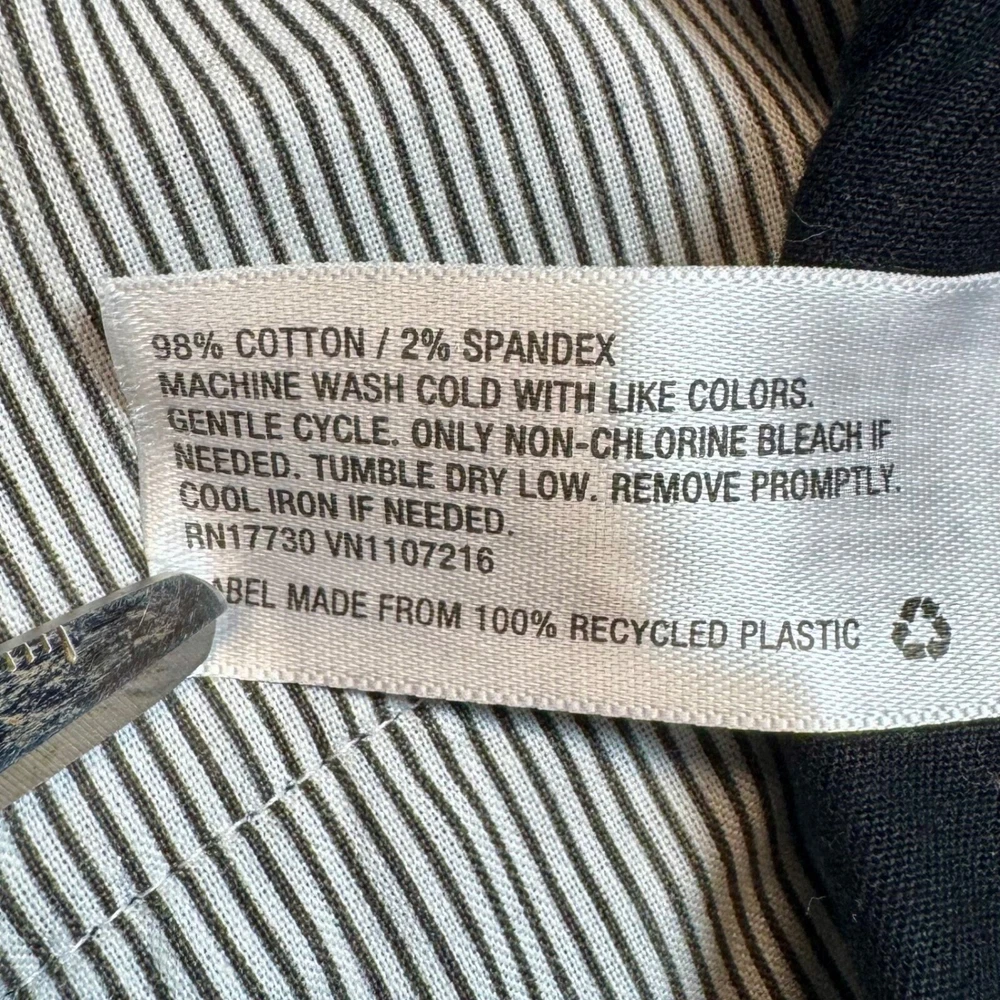 98% COTTON / 2% SPANDEX
MACHINE WASH COLD WITH LIKE COLORS.
GENTLE CYCLE. ONLY NON-CHLORINE BLEACH IF
NEEDED. TUMBLE DRY LOW. REMOVE PROMPTLY.
COOL IRON IF NEEDED.
RN17730 VN1107216
ABEL MADE FROM 100% RECYCLED PLASTIC